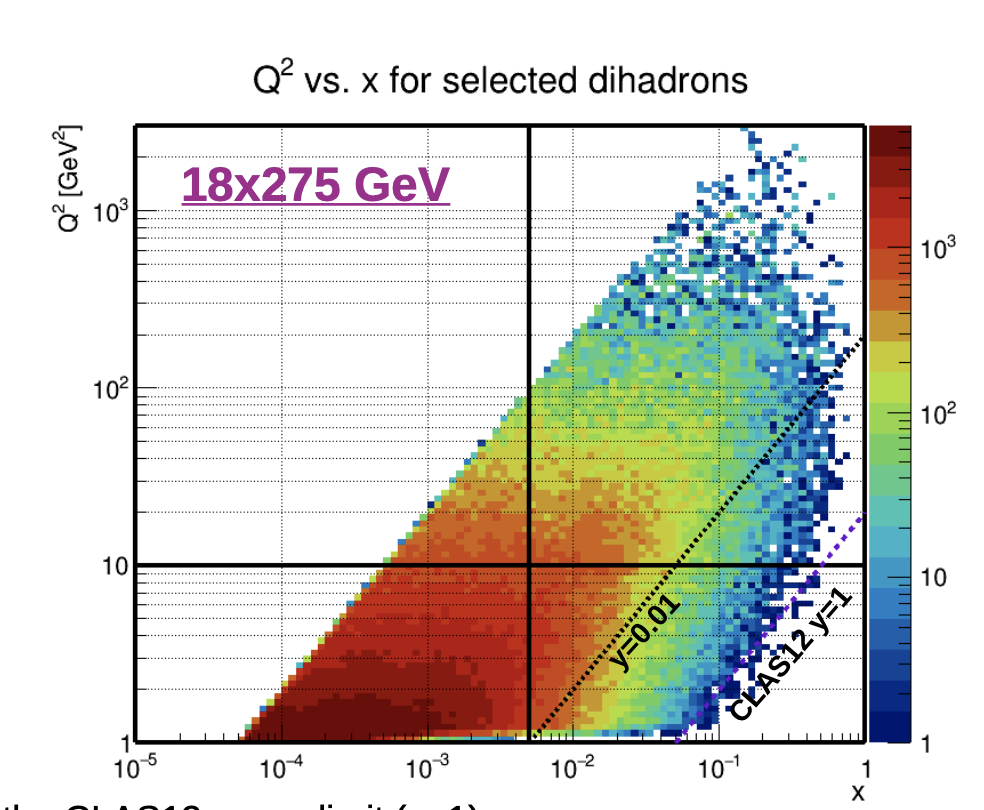 Q² vs. x for selected dihadrons
Q² [GeV²]
18x275 GeV
10³
10²
10
1
y=0.01
CLAS12 y=1
10⁻⁵
10⁻⁴
10⁻³
10⁻²
10⁻¹
1
x
10³
10²
10
1